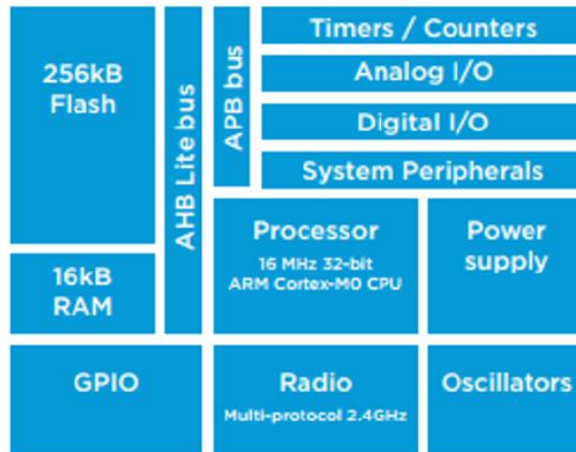 256kB
Flash
16kB
RAM
AHB Lite bus
APB bus
Timers / Counters
Analog I/O
Digital I/O
System Peripherals
Processor
16 MHz 32-bit
ARM Cortex-M0 CPU
Power
supply
GPIO
Radio
Multi-protocol 2.4GHz
Oscillators